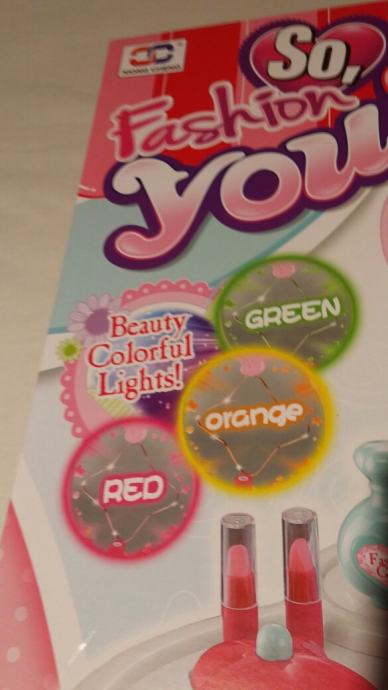 So,
Fashion
you
Beauty
Colorful
Lights!
GREEN
orange
RED